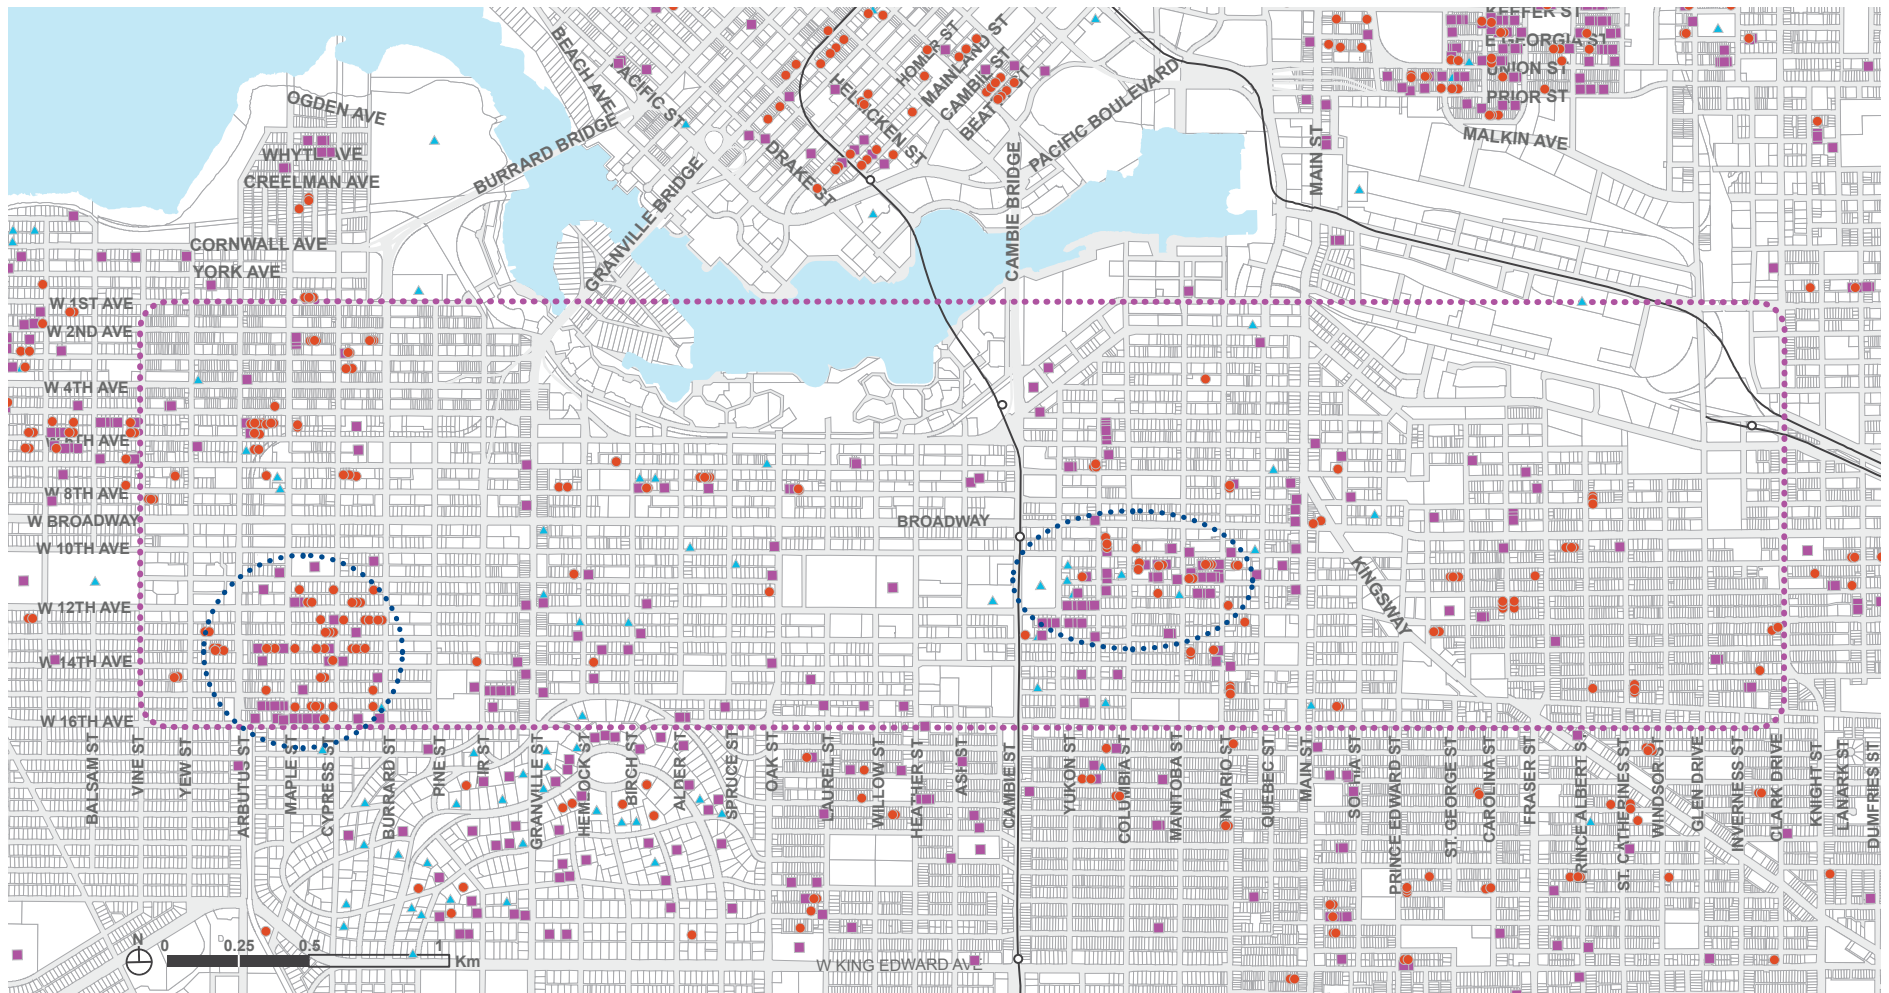 KEFFER ST
E GEORGIA ST
UNION ST
PRIOR ST
MALKIN AVE
BEACH AVE
PACIFIC ST
HOMER ST
MAINLAND ST
CAMBIE ST
HELMCKEN ST
PACIFIC BOULEVARD
OGDEN AVE
WHYTE AVE
CREELMAN AVE
BURRARD BRIDGE
DRAKE ST
MAIN ST
GRANVILLE BRIDGE
CAMBIE BRIDGE
CORNWALL AVE
YORK AVE
W 1ST AVE
W 2ND AVE
W 4TH AVE
W 8TH AVE
W BROADWAY
BROADWAY
W 10TH AVE
KINGSWAY
W 12TH AVE
W 14TH AVE
W 16TH AVE
BALSAM ST
VINE ST
YEW ST
ARBUTUS ST
MAPLE ST
CYPRESS ST
BURRARD ST
PINE ST
FIR ST
GRANVILLE ST
HEMLOCK ST
BIRCH ST
ALDER ST
SPRUCE ST
OAK ST
LAUREL ST
WILLOW ST
HEATHER ST
ASH ST
CAMBIE ST
YUKON ST
COLUMBIA ST
MANITOBA ST
ONTARIO ST
QUEBEC ST
MAIN ST
SOPHIA ST
PRINCE EDWARD ST
ST. GEORGE ST
CAROLINA ST
FRASER ST
PRINCE ALBERT ST
ST. CATHERINES ST
WINDSOR ST
GLEN DRIVE
INVERNESS ST
CLARK DRIVE
KNIGHT ST
LANARK ST
DUMFRIES ST
N
0 0.25 0.5 1
Km
W KING EDWARD AVE